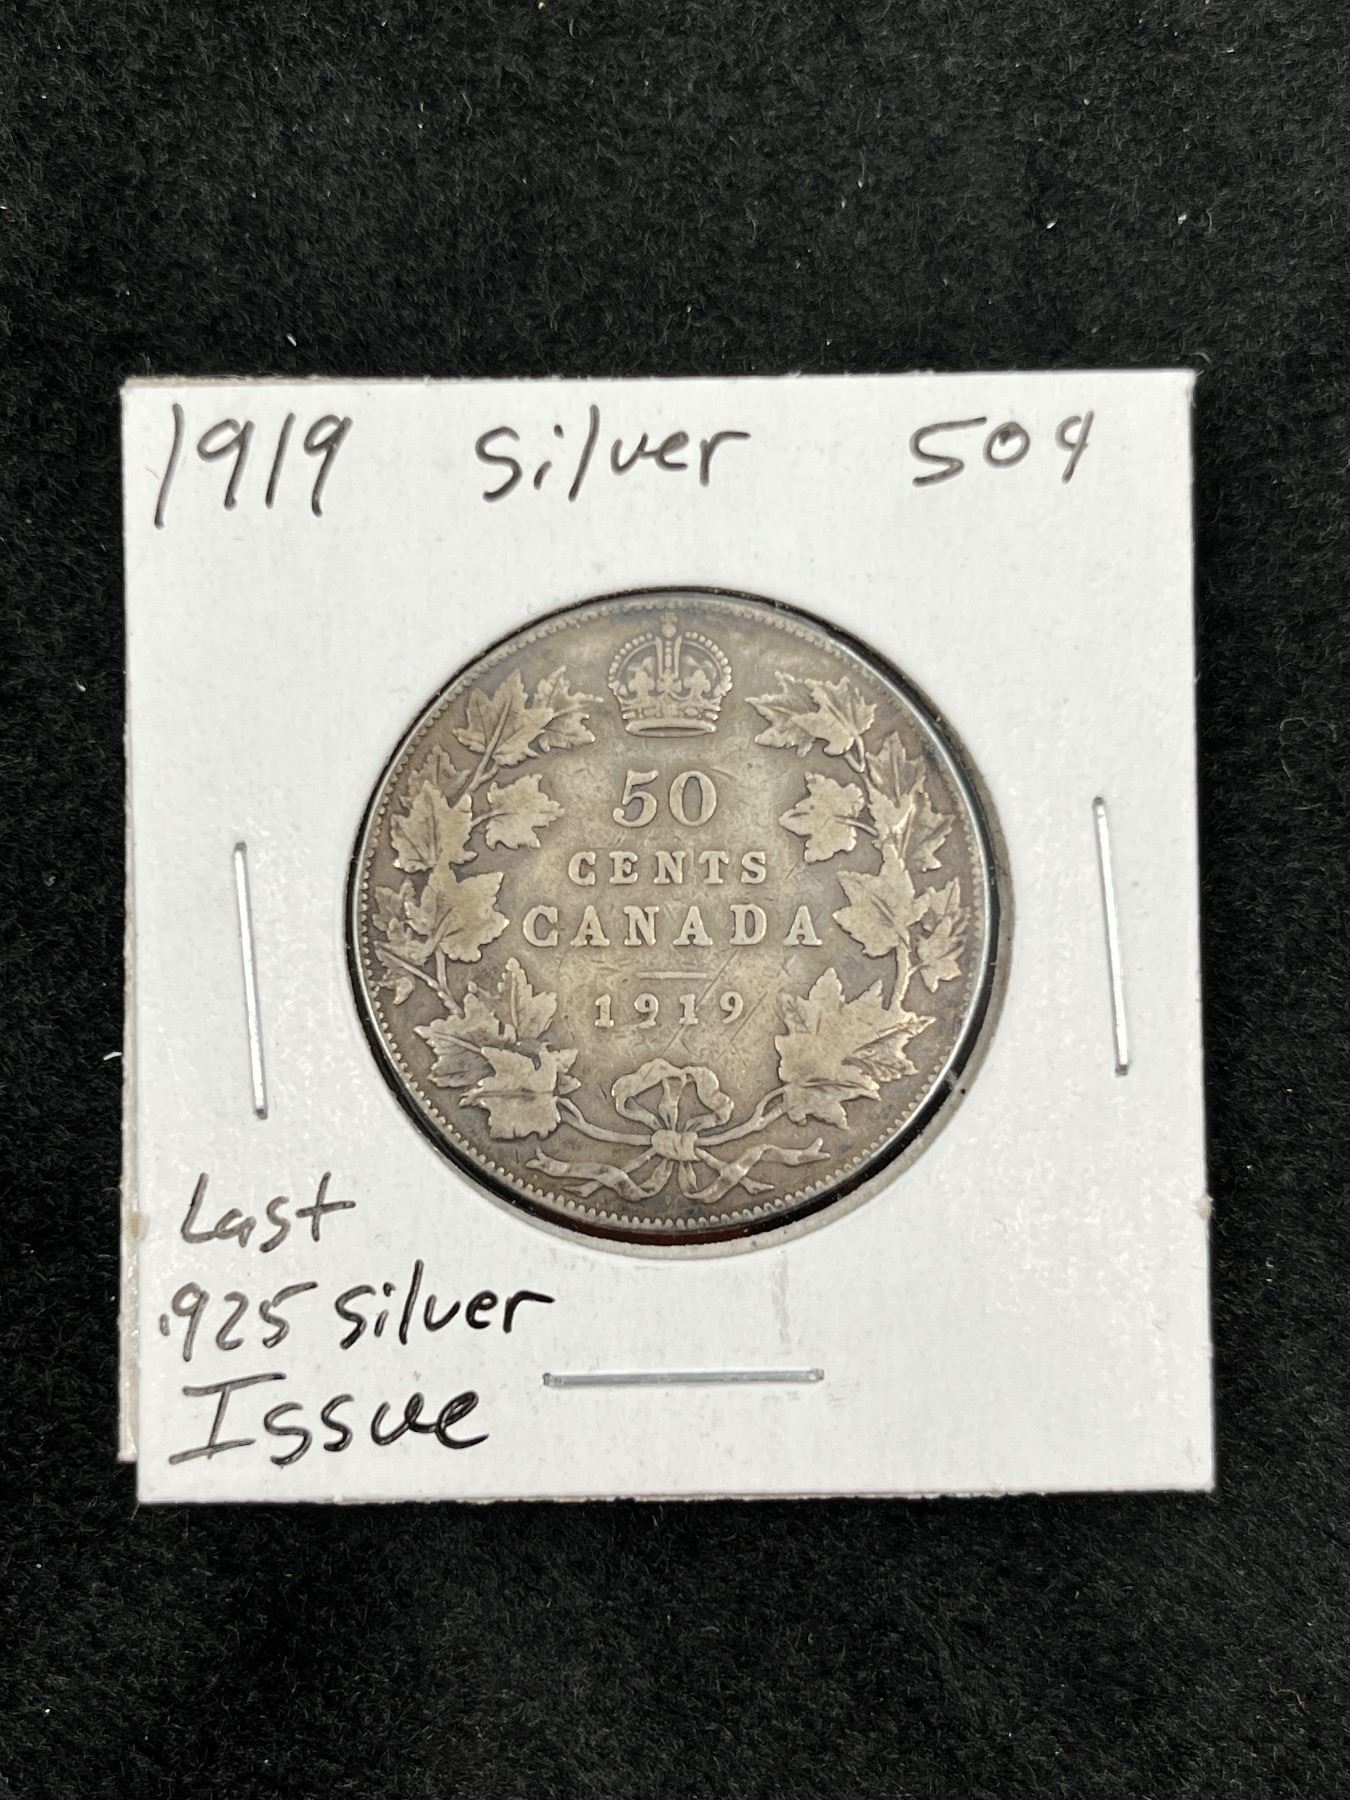 1919 Silver 50¢
50
CENTS
CANADA
1919
Last
.925 Silver
Issue